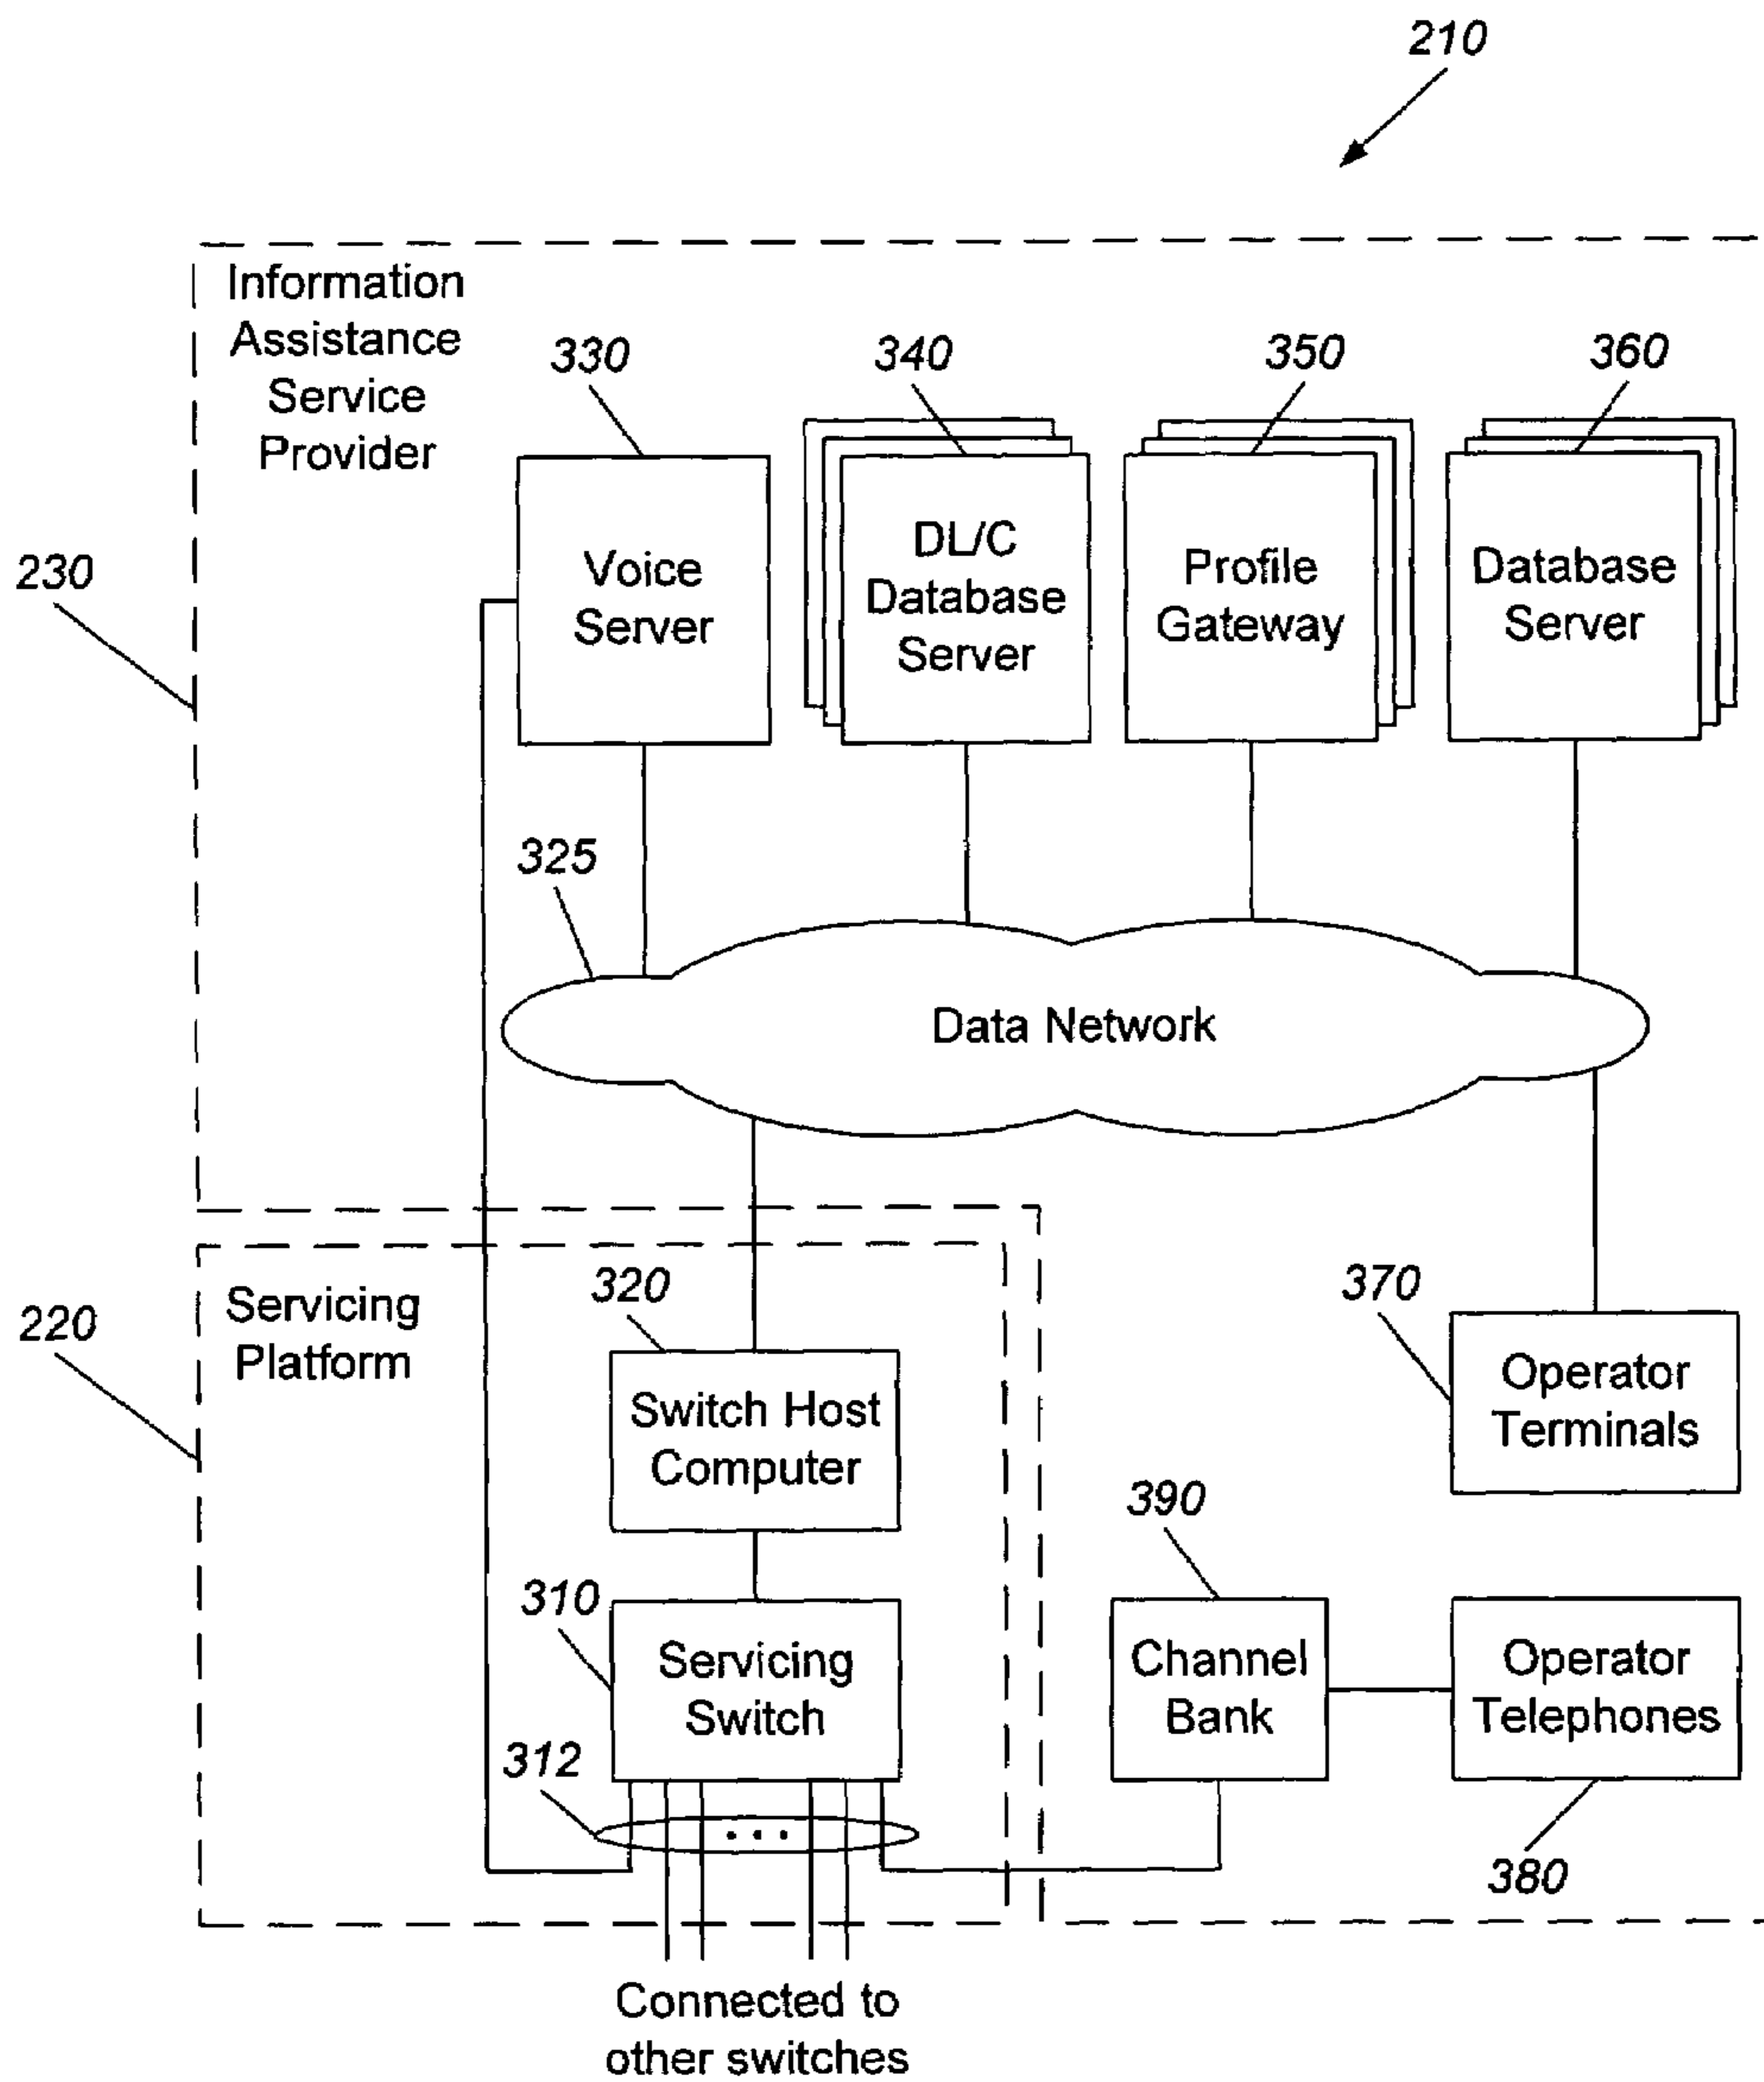 210
Information
Assistance
Service
Provider
330
340
350
360
230
Voice
Server
DL/C
Database
Server
Profile
Gateway
Database
Server
325
Data Network
220
Servicing
Platform
320
370
Switch Host
Computer
Operator
Terminals
390
310
Servicing
Switch
Channel
Bank
Operator
Telephones
312
...
380
Connected to
other switches